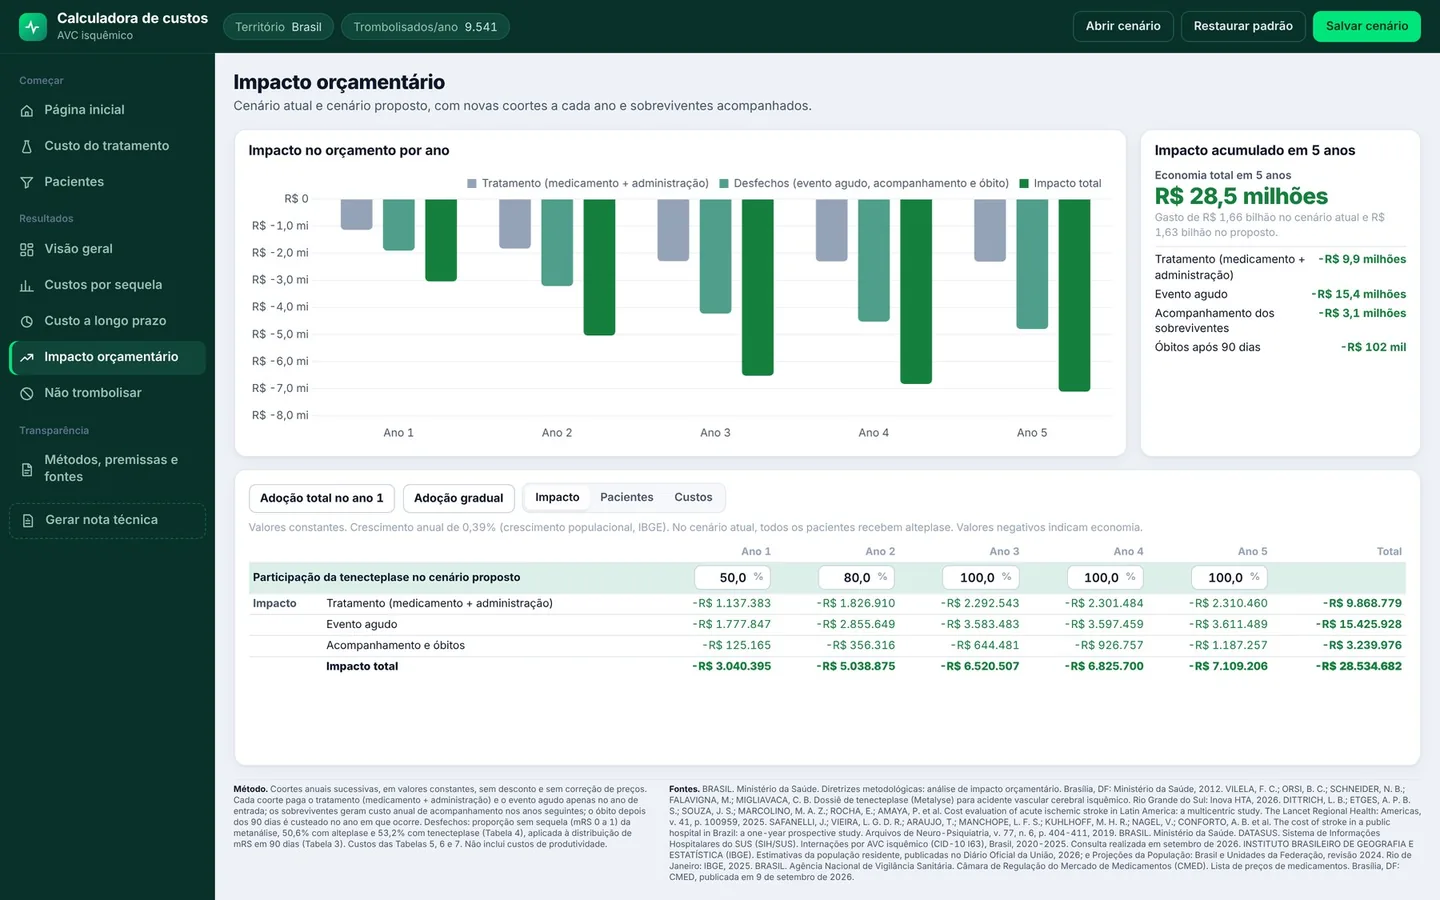 Calculadora de custos
AVC isquêmico
Território Brasil
Trombolisados/ano 9.541
Abrir cenário
Restaurar padrão
Salvar cenário
Começar
Página inicial
Custo do tratamento
Pacientes
Resultados
Visão geral
Custos por sequela
Custo a longo prazo
Impacto orçamentário
Não trombolisar
Transparência
Métodos, premissas e
fontes
Gerar nota técnica
Impacto orçamentário
Cenário atual e cenário proposto, com novas coortes a cada ano e sobreviventes acompanhados.
Impacto no orçamento por ano
Tratamento (medicamento + administração)
Desfechos (evento agudo, acompanhamento e óbito)
Impacto total
R$ 0
R$ -1,0 mi
R$ -2,0 mi
R$ -3,0 mi
R$ -4,0 mi
R$ -5,0 mi
R$ -6,0 mi
R$ -7,0 mi
R$ -8,0 mi
Ano 1 Ano 2 Ano 3 Ano 4 Ano 5
Impacto acumulado em 5 anos
Economia total em 5 anos
R$ 28,5 milhões
Gasto de R$ 1,66 bilhão no cenário atual e R$
1,63 bilhão no proposto.
Tratamento (medicamento + -R$ 9,9 milhões
administração)
Evento agudo -R$ 15,4 milhões
Acompanhamento dos -R$ 3,1 milhões
sobreviventes
Óbitos após 90 dias -R$ 102 mil
Adoção total no ano 1
Adoção gradual
Impacto
Pacientes
Custos
Valores constantes. Crescimento anual de 0,39% (crescimento populacional, IBGE). No cenário atual, todos os pacientes recebem alteplase. Valores negativos indicam economia.
Ano 1 Ano 2 Ano 3 Ano 4 Ano 5 Total
Participação da tenecteplase no cenário proposto 50,0 % 80,0 % 100,0 % 100,0 % 100,0 %
Impacto Tratamento (medicamento + administração) -R$ 1.137.383 -R$ 1.826.910 -R$ 2.292.543 -R$ 2.301.484 -R$ 2.310.460 -R$ 9.868.779
Evento agudo -R$ 1.777.847 -R$ 2.855.649 -R$ 3.583.483 -R$ 3.597.459 -R$ 3.611.489 -R$ 15.425.928
Acompanhamento e óbitos -R$ 125.165 -R$ 356.316 -R$ 644.481 -R$ 926.757 -R$ 1.187.257 -R$ 3.239.976
Impacto total -R$ 3.040.395 -R$ 5.038.875 -R$ 6.520.507 -R$ 6.825.700 -R$ 7.109.206 -R$ 28.534.682
Método. Coortes anuais sucessivas, em valores constantes, sem desconto e sem correção de preços.
Cada coorte paga o tratamento (medicamento + administração) e o evento agudo apenas no ano de
entrada; os sobreviventes geram custo anual de acompanhamento nos anos seguintes; o óbito depois
dos 90 dias é custeado no ano em que ocorre. Desfechos: proporção sem sequela (mRS 0 a 1) da
metanálise, 50,6% com alteplase e 53,2% com tenecteplase (Tabela 4), aplicada à distribuição de
mRS em 90 dias (Tabela 3). Custos das Tabelas 5, 6 e 7. Não inclui custos de produtividade.
Fontes. BRASIL. Ministério da Saúde. Diretrizes metodológicas: análise de impacto orçamentário. Brasília, DF: Ministério da Saúde, 2012. VILELA, F. C.; ORSI, B. C.; SCHNEIDER, N. B.;
FALAVIGNA, M.; MIGLIAVACA, C. B. Dossiê de tenecteplase (Metalyse) para acidente vascular cerebral isquêmico. Rio Grande do Sul: Inova HTA, 2026. DITTRICH, L. B.; ETGES, A. P. B.
S.; SOUZA, J. S.; MARCOLINO, M. A. Z.; ROCHA, E.; AMAYA, P. et al. Cost evaluation of acute ischemic stroke in Latin America: a multicentric study. The Lancet Regional Health: Americas,
v. 41, p. 100959, 2025. SAFANELLI, J.; VIEIRA, L. G. D. R.; ARAUJO, T.; MANCHOPE, L. F. S.; KUHLHOFF, M. H. R.; NAGEL, V.; CONFORTO, A. B. et al. The cost of stroke in a public
hospital in Brazil: a one-year prospective study. Arquivos de Neuro-Psiquiatria, v. 77, n. 6, p. 404-411, 2019. BRASIL. Ministério da Saúde. DATASUS. Sistema de Informações
Hospitalares do SUS (SIH/SUS). Internações por AVC isquêmico (CID-10 I63), Brasil, 2020-2025. Consulta realizada em setembro de 2026. INSTITUTO BRASILEIRO DE GEOGRAFIA E
ESTATÍSTICA (IBGE). Estimativas da população residente, publicadas no Diário Oficial da União, 2026; e Projeções da População: Brasil e Unidades da Federação, revisão 2024. Rio de
Janeiro: IBGE, 2025. BRASIL. Agência Nacional de Vigilância Sanitária. Câmara de Regulação do Mercado de Medicamentos (CMED). Lista de preços de medicamentos. Brasília, DF:
CMED, publicada em 9 de setembro de 2026.